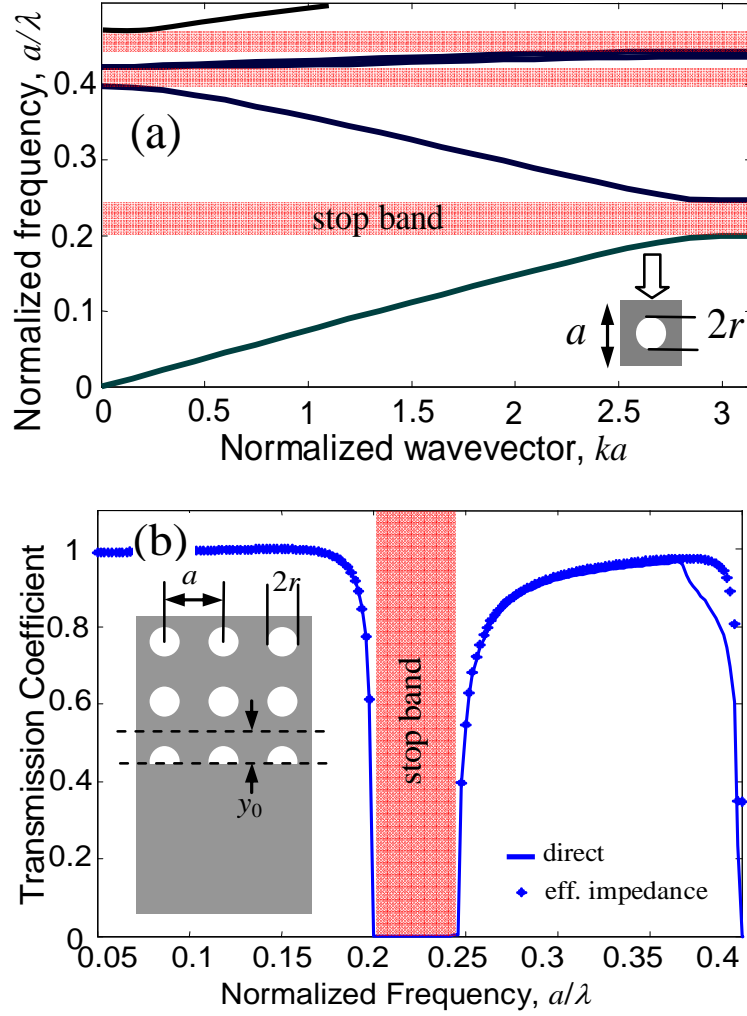 Normalized frequency, a/λ
0.4
0.3
0.2
0.1
0
(a)
stop band
a
2r
0 0.5 1 1.5 2 2.5 3
Normalized wavevector, ka
Transmission Coefficient
1
0.8
0.6
0.4
0.2
0
(b)
a
2r
y₀
stop band
direct
eff. impedance
0.05 0.1 0.15 0.2 0.25 0.3 0.35 0.4
Normalized Frequency, a/λ